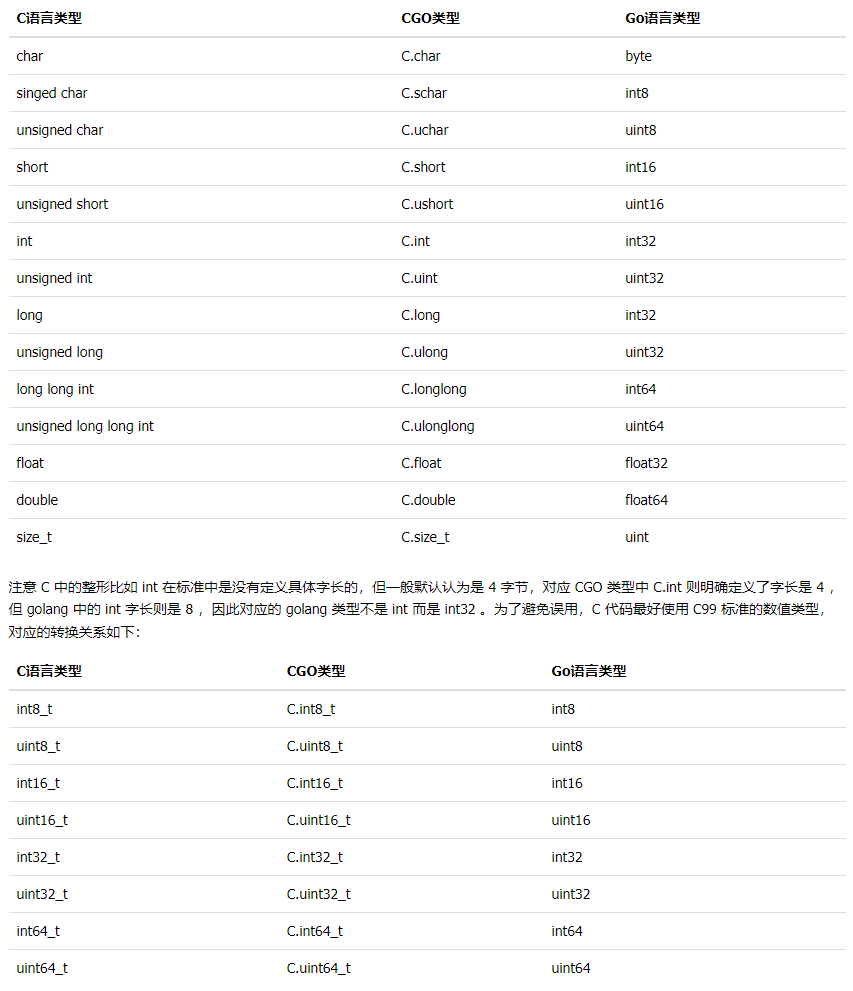 C语言类型 CGO类型 Go语言类型
char C.char byte
singed char C.schar int8
unsigned char C.uchar uint8
short C.short int16
unsigned short C.ushort uint16
int C.int int32
unsigned int C.uint uint32
long C.long int32
unsigned long C.ulong uint32
long long int C.longlong int64
unsigned long long int C.ulonglong uint64
float C.float float32
double C.double float64
size_t C.size_t uint
注意 C 中的整形比如 int 在标准中是没有定义具体字长的，但一般默认认为是 4 字节，对应 CGO 类型中 C.int 则明确定义了字长是 4 ，
但 golang 中的 int 字长则是 8 ，因此对应的 golang 类型不是 int 而是 int32 。为了避免误用，C 代码最好使用 C99 标准的数值类型，
对应的转换关系如下：
C语言类型 CGO类型 Go语言类型
int8_t C.int8_t int8
uint8_t C.uint8_t uint8
int16_t C.int16_t int16
uint16_t C.uint16_t uint16
int32_t C.int32_t int32
uint32_t C.uint32_t uint32
int64_t C.int64_t int64
uint64_t C.uint64_t uint64